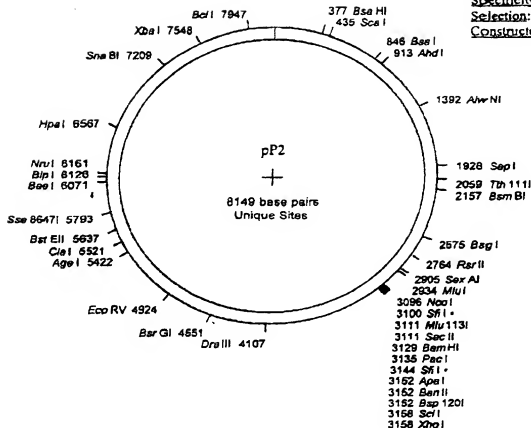 Specificity
Selection:
Construct
Bcl I 7947
377 Bsa HI
435 Sca I
Xba I 7548
846 Bsa I
913 Ahd I
Sna BI 7209
1392 Alw NI
Hpa I 6567
pP2
8149 base pairs
Unique Sites
Nru I 6161
Blp I 6128
Bae I 6071
1928 Sap I
2059 Tth 111I
2157 Bsm BI
Sse 8647I 5793
Bst EII 5637
Cla I 5521
Age I 5422
2575 Bsg I
2764 Rsr II
2905 Sex AI
2934 Mlu I
Eco RV 4924
Bsr GI 4551
Dra III 4107
3096 Nco I
3100 Sfi I *
3111 Mlu 113I
3111 Sac II
3129 Bam HI
3135 Pac I
3144 Sfi I *
3152 Apa I
3152 Ban II
3152 Bsp 120I
3158 Sci I
3158 Xho I